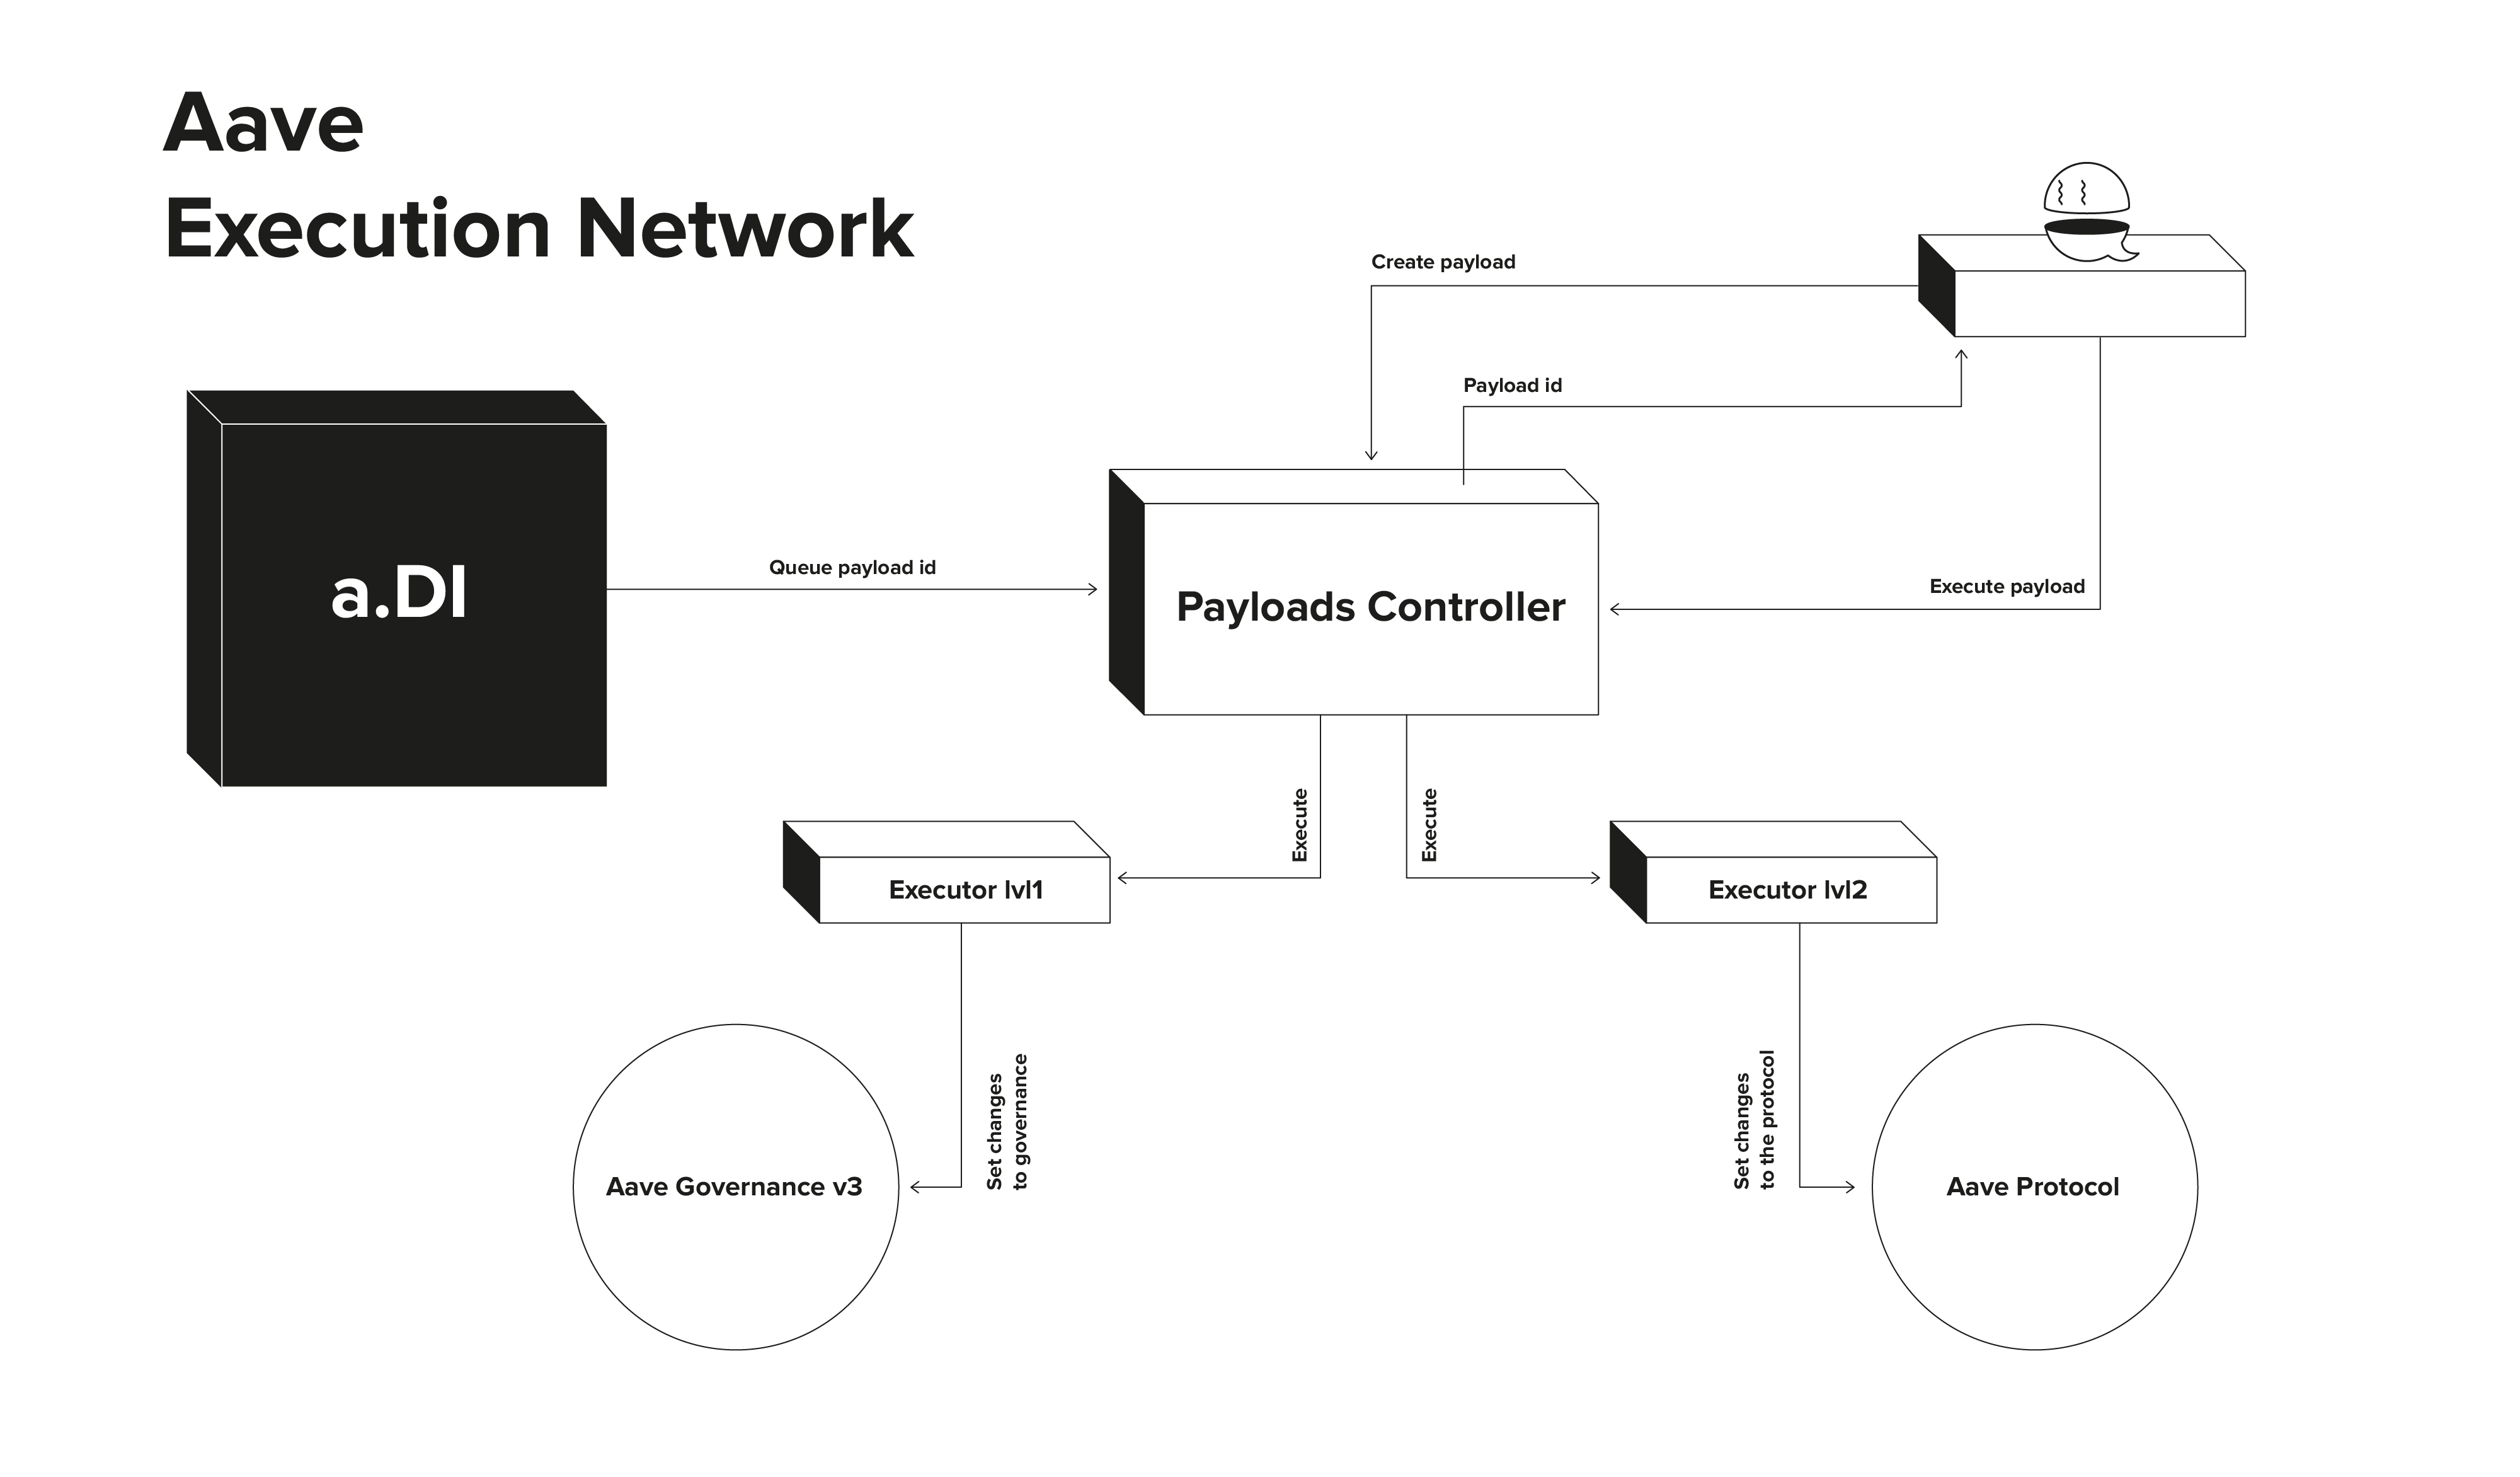 Aave
Execution Network
Create payload
Payload id
a.DI
Queue payload id
Payloads Controller
Execute payload
Execute
Execute
Executor lvl1
Executor lvl2
Set changes
to governance
Set changes
to the protocol
Aave Governance v3
Aave Protocol